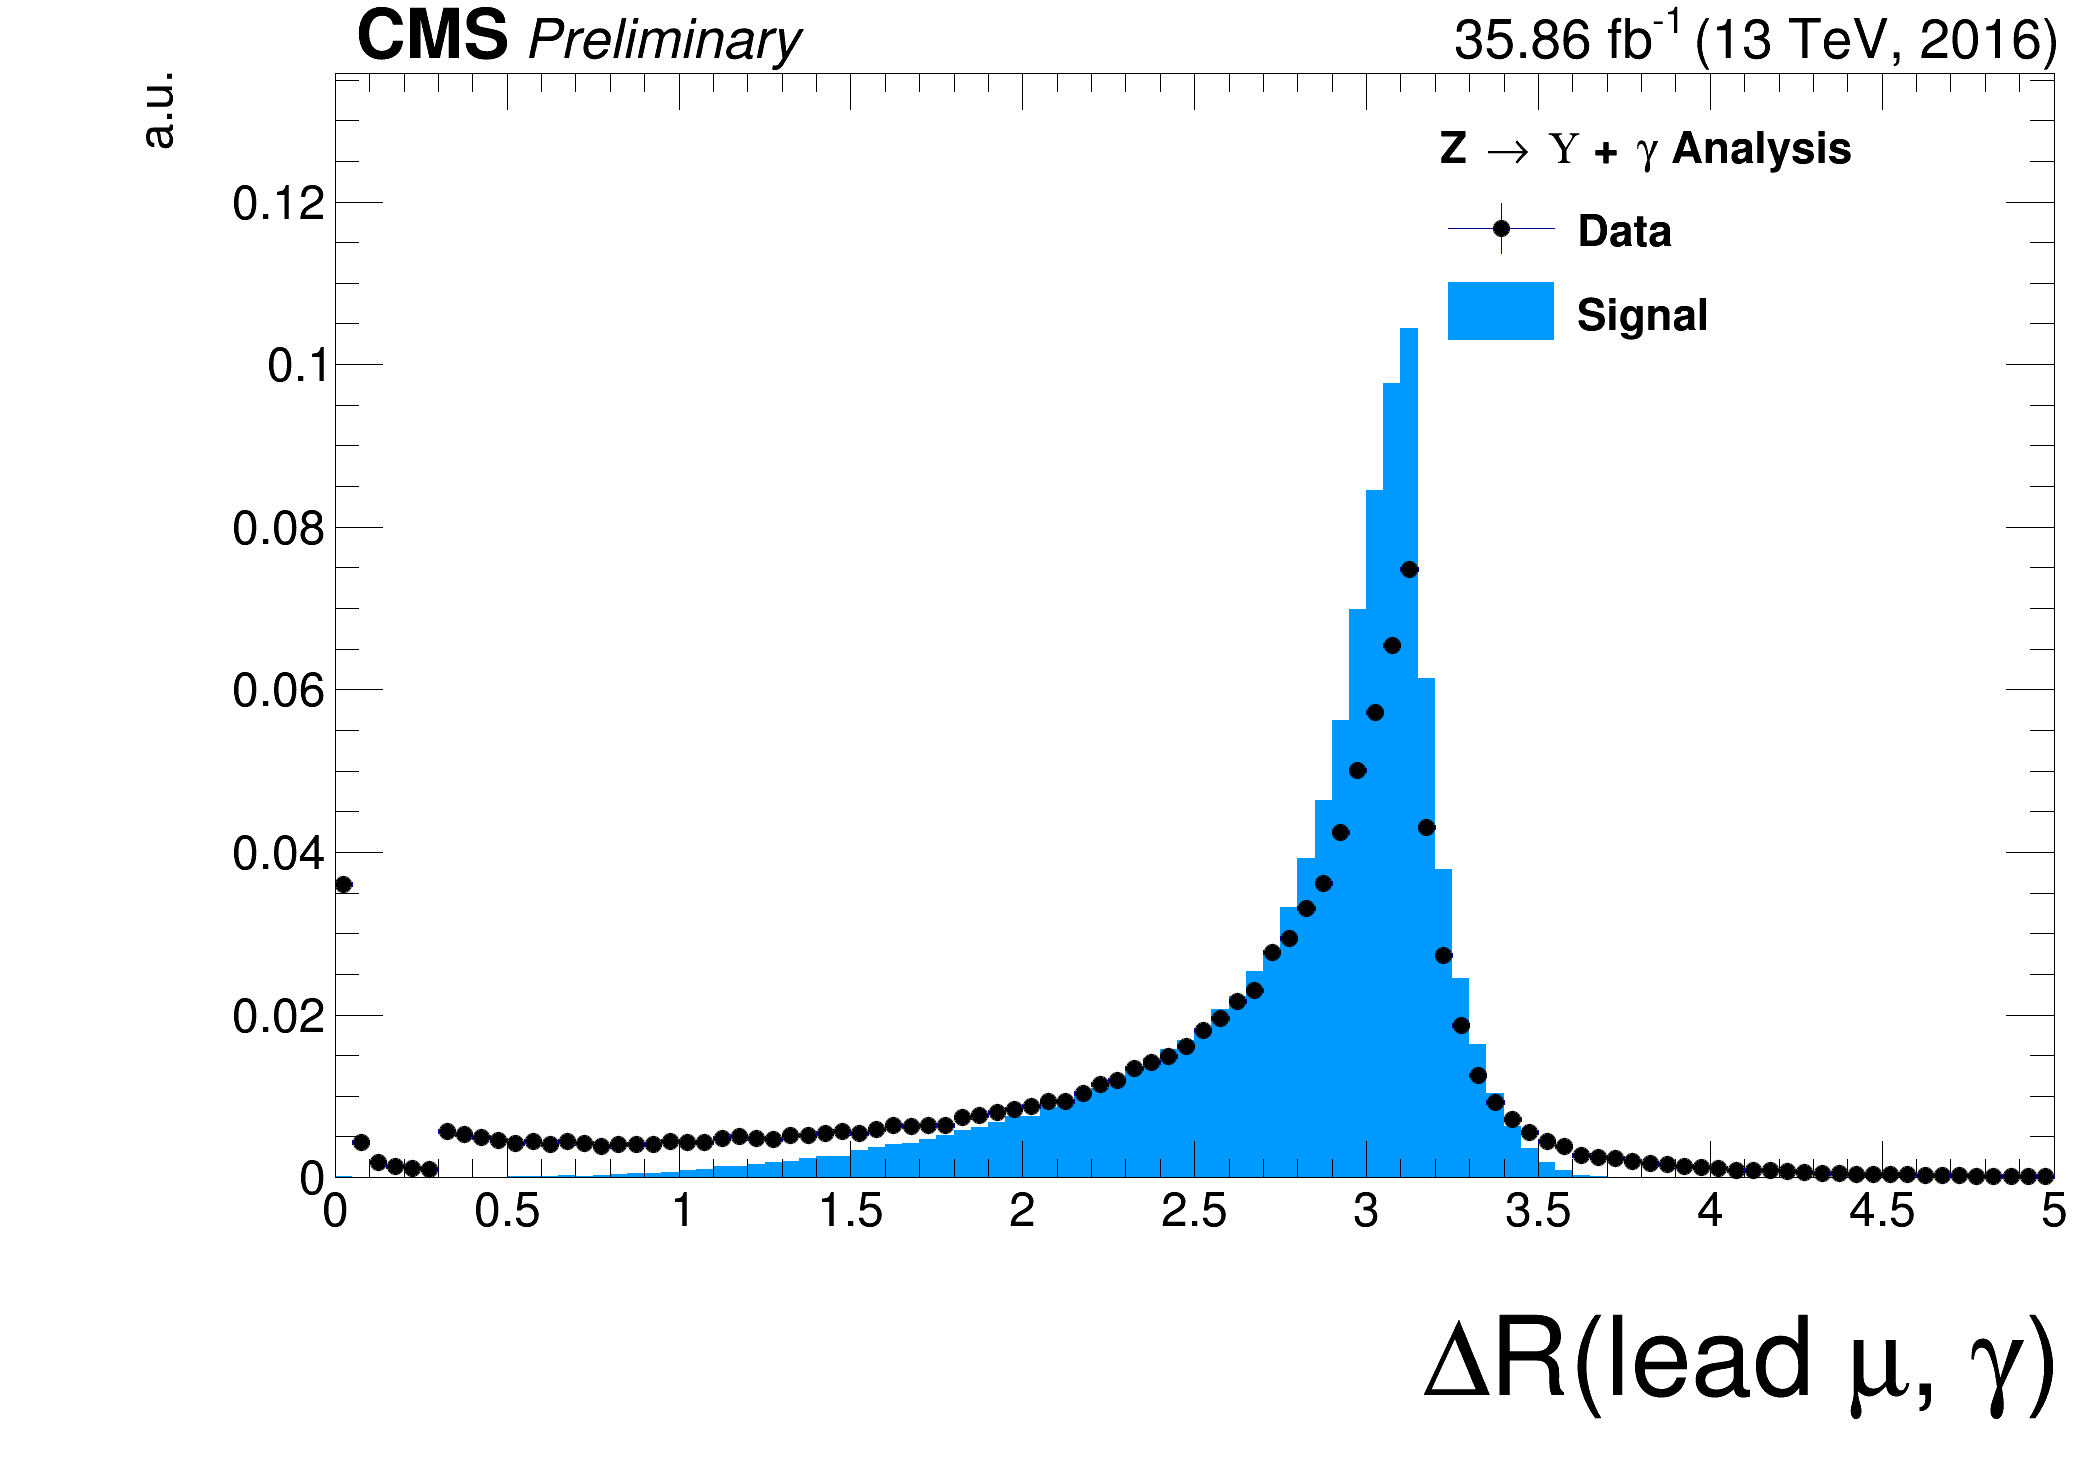 CMS Preliminary 35.86 fb⁻¹ (13 TeV, 2016)
a.u.
Z → ϒ + γ Analysis
Data
Signal
0.12
0.1
0.08
0.06
0.04
0.02
0
0 0.5 1 1.5 2 2.5 3 3.5 4 4.5 5
ΔR(lead μ, γ)